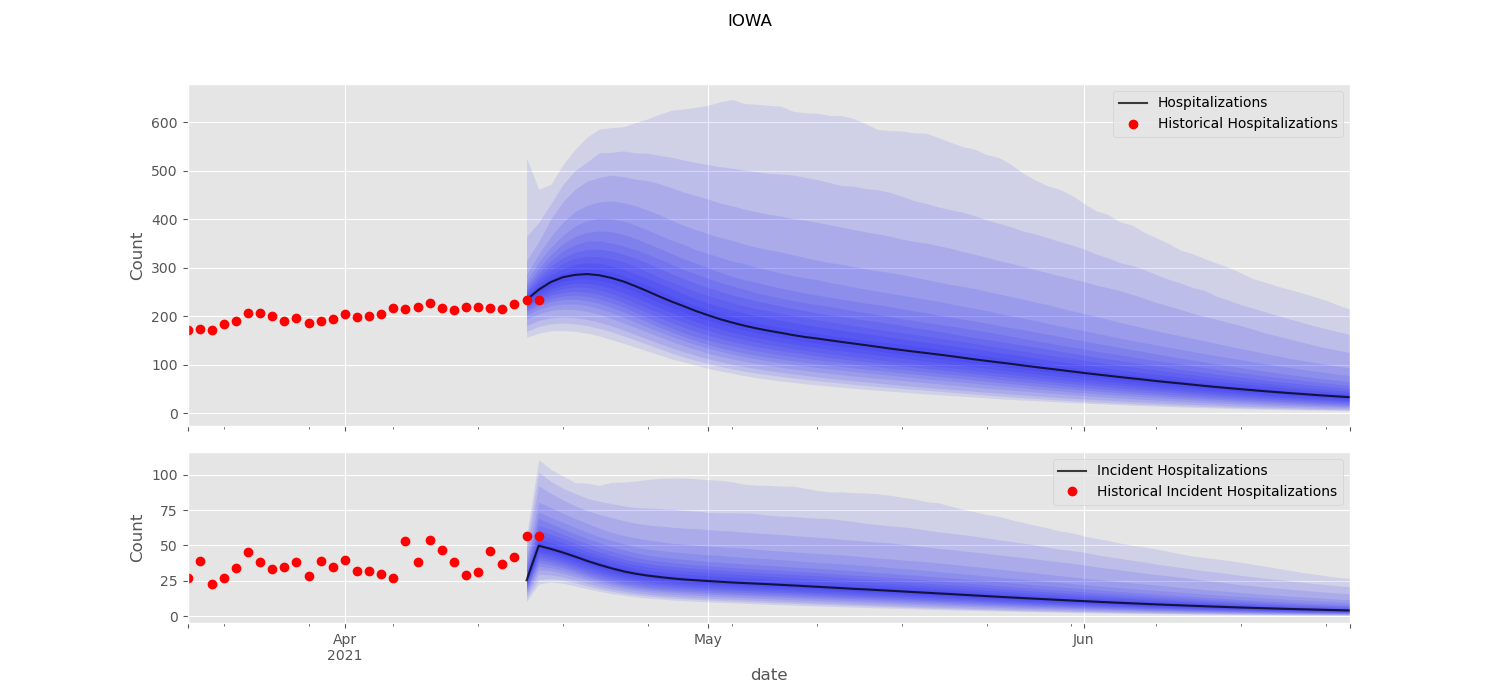 IOWA
Hospitalizations
Historical Hospitalizations
600
500
400
300
200
100
0
Count
Incident Hospitalizations
Historical Incident Hospitalizations
100
75
50
25
0
Count
Apr
2021
May
Jun
date